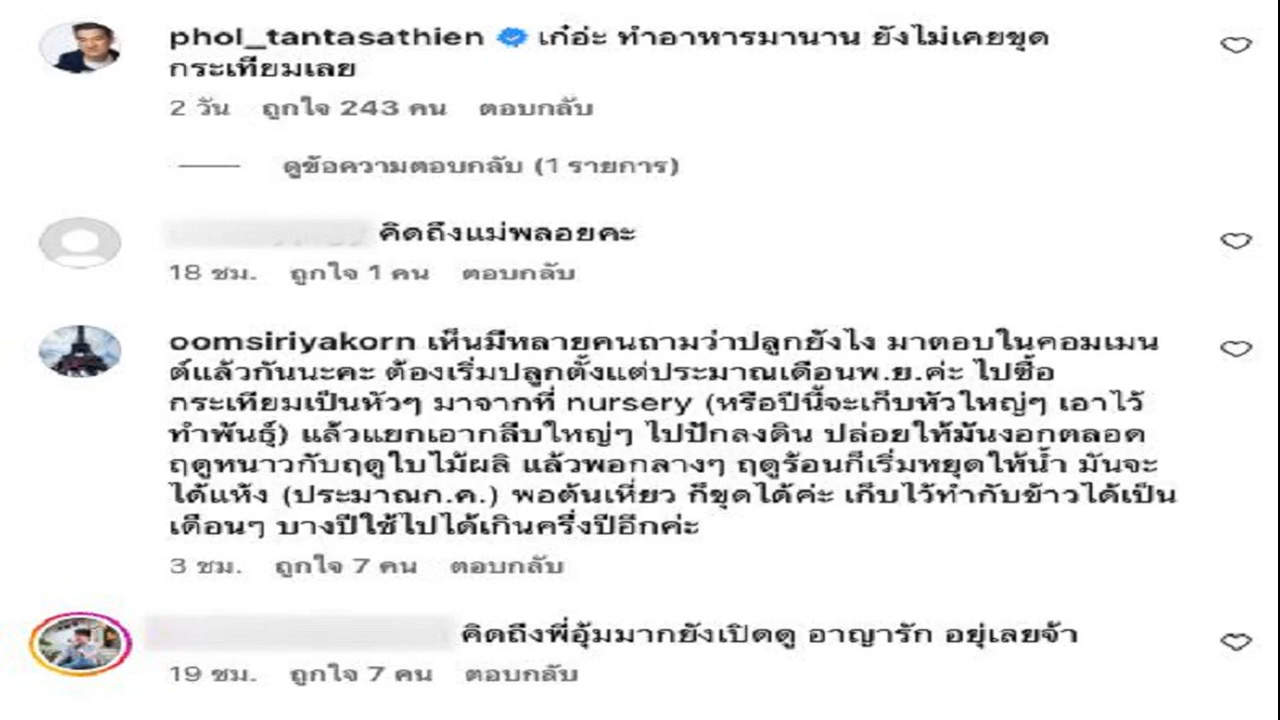 phol_tantasathien เก๋อ่ะ ทำอาหารมานาน ยังไม่เคยขุด
กระเทียมเลย
2 วัน ถูกใจ 243 คน ตอบกลับ
ดูข้อความตอบกลับ (1 รายการ)
คิดถึงแม่พลอยคะ
18 ชม. ถูกใจ 1 คน ตอบกลับ
oomsiriyakorn เห็นมีหลายคนถามว่าปลูกยังไง มาตอบในคอมเมน
ต์แล้วกันนะคะ ต้องเริ่มปลูกตั้งแต่ประมาณเดือนพ.ย.ค่ะ ไปซื้อ
กระเทียมเป็นหัวๆ มาจากที่ nursery (หรือปีนี้จะเก็บหัวใหญ่ๆ เอาไว้
ทำพันธุ์) แล้วแยกเอากลีบใหญ่ๆ ไปปักลงดิน ปล่อยให้มันงอกตลอด
ฤดูหนาวกับฤดูใบไม้ผลิ แล้วพอกลางๆ ฤดูร้อนก็เริ่มหยุดให้น้ำ มันจะ
ได้แห้ง (ประมาณก.ค.) พอต้นเหี่ยว ก็ขุดได้ค่ะ เก็บไว้ทำกับข้าวได้เป็น
เดือนๆ บางปีใช้ไปได้เกินครึ่งปีอีกค่ะ
3 ชม. ถูกใจ 7 คน ตอบกลับ
คิดถึงพี่อุ้มมากยังเปิดดู อาญารัก อยู่เลยจ้า
19 ชม. ถูกใจ 7 คน ตอบกลับ